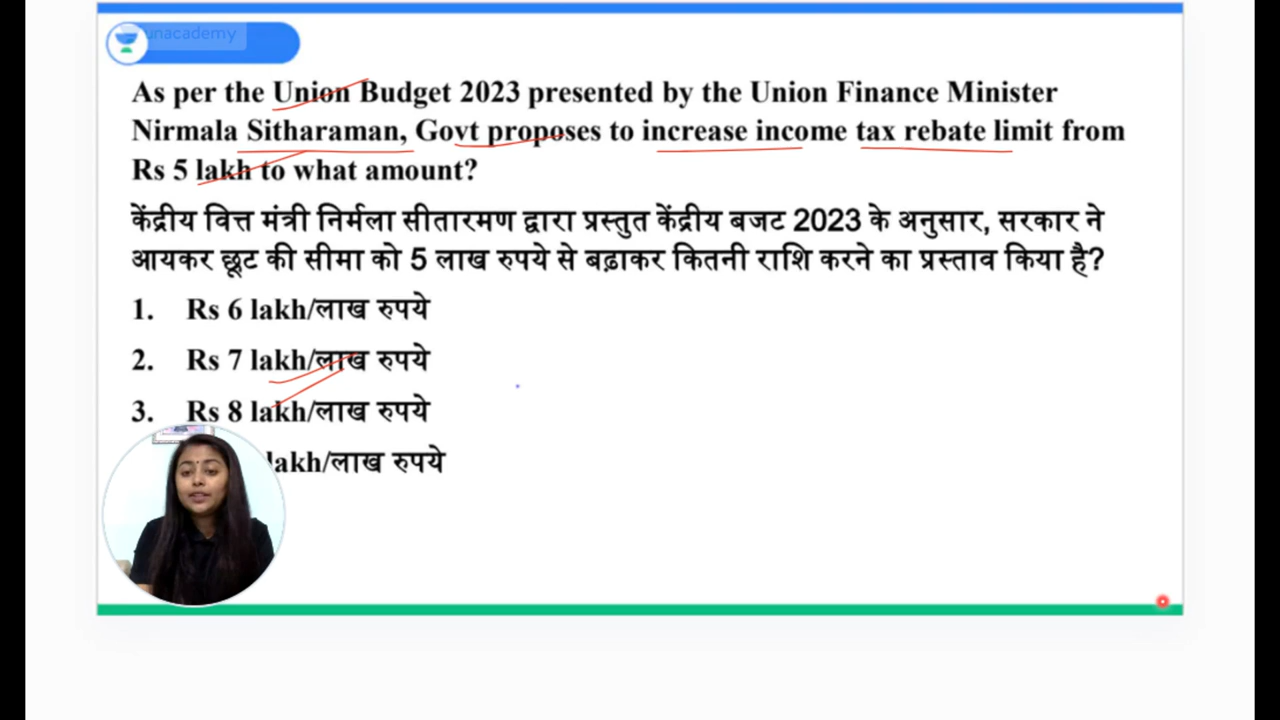 unacademy
As per the Union Budget 2023 presented by the Union Finance Minister
Nirmala Sitharaman, Govt proposes to increase income tax rebate limit from
Rs 5 lakh to what amount?
केंद्रीय वित्त मंत्री निर्मला सीतारमण द्वारा प्रस्तुत केंद्रीय बजट 2023 के अनुसार, सरकार ने
आयकर छूट की सीमा को 5 लाख रुपये से बढ़ाकर कितनी राशि करने का प्रस्ताव किया है?
1. Rs 6 lakh/लाख रुपये
2. Rs 7 lakh/लाख रुपये
3. Rs 8 lakh/लाख रुपये
lakh/लाख रुपये